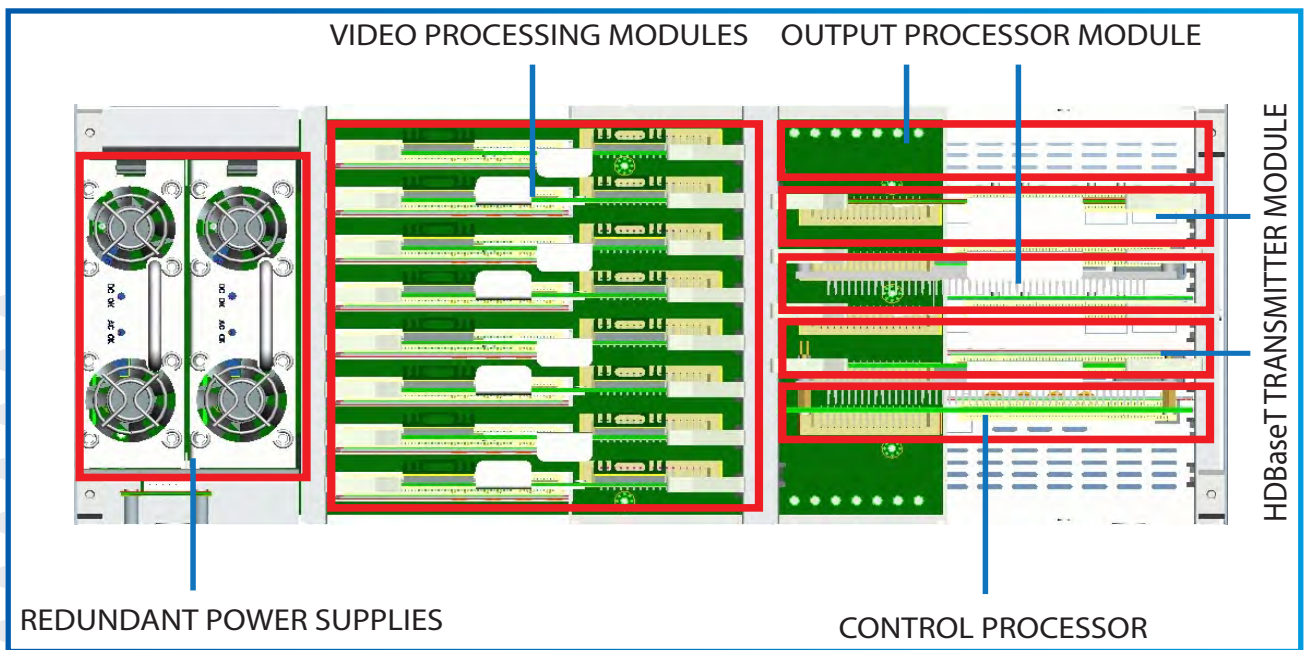 VIDEO PROCESSING MODULES
OUTPUT PROCESSOR MODULE
HDBaseT TRANSMITTER MODULE
DC OK
DC OK
AC OK
AC OK
REDUNDANT POWER SUPPLIES
CONTROL PROCESSOR